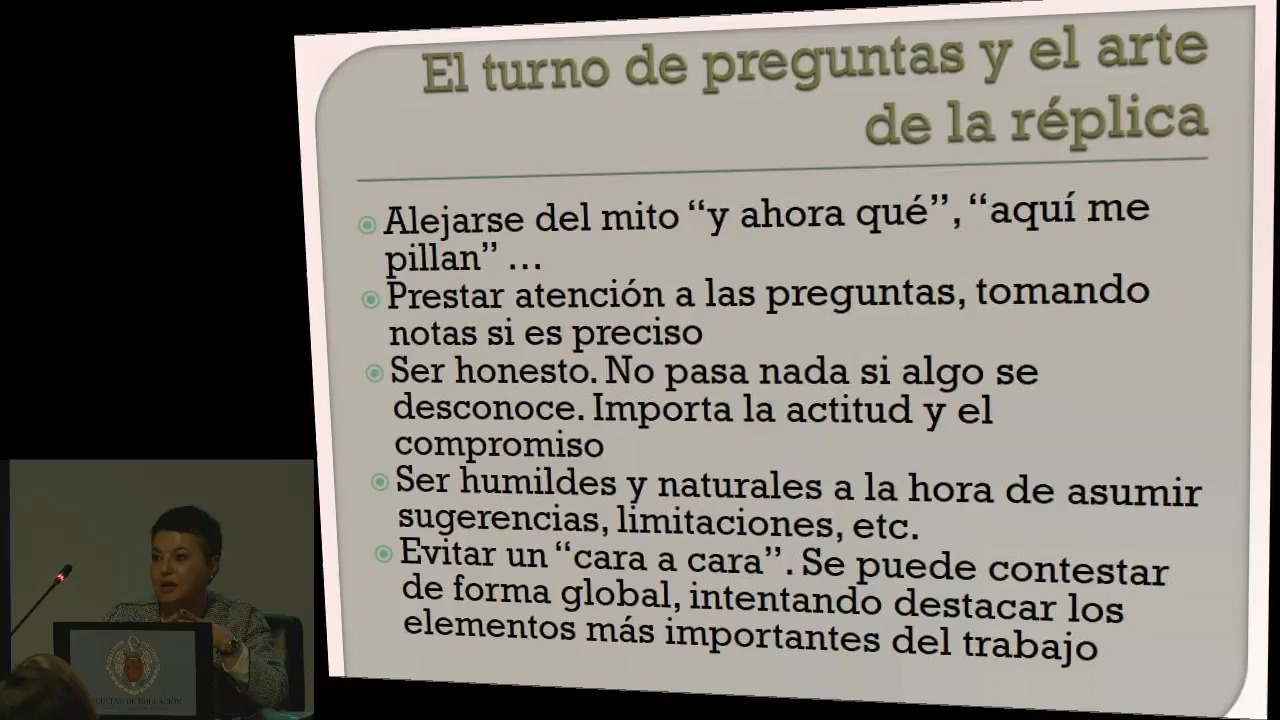 El turno de preguntas y el arte
de la réplica
Alejarse del mito “y ahora qué”, “aquí me
pillan” ...
Prestar atención a las preguntas, tomando
notas si es preciso
Ser honesto. No pasa nada si algo se
desconoce. Importa la actitud y el
compromiso
Ser humildes y naturales a la hora de asumir
sugerencias, limitaciones, etc.
Evitar un “cara a cara”. Se puede contestar
de forma global, intentando destacar los
elementos más importantes del trabajo
FACULTAD DE EDUCACIÓN